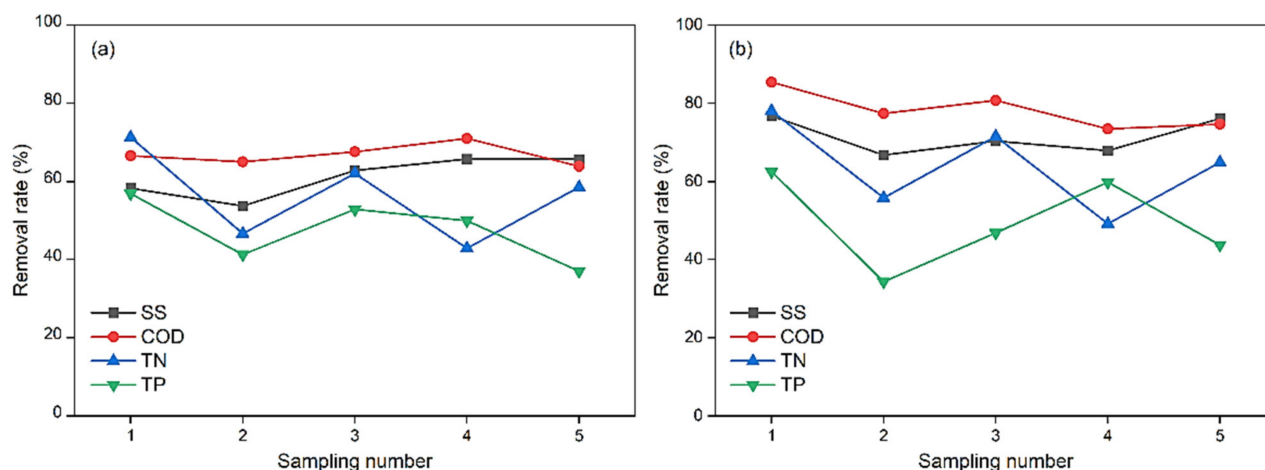 (a)
Removal rate (%)
100
80
60
40
20
0
SS
COD
TN
TP
1 2 3 4 5
Sampling number
(b)
Removal rate (%)
100
80
60
40
20
0
SS
COD
TN
TP
1 2 3 4 5
Sampling number